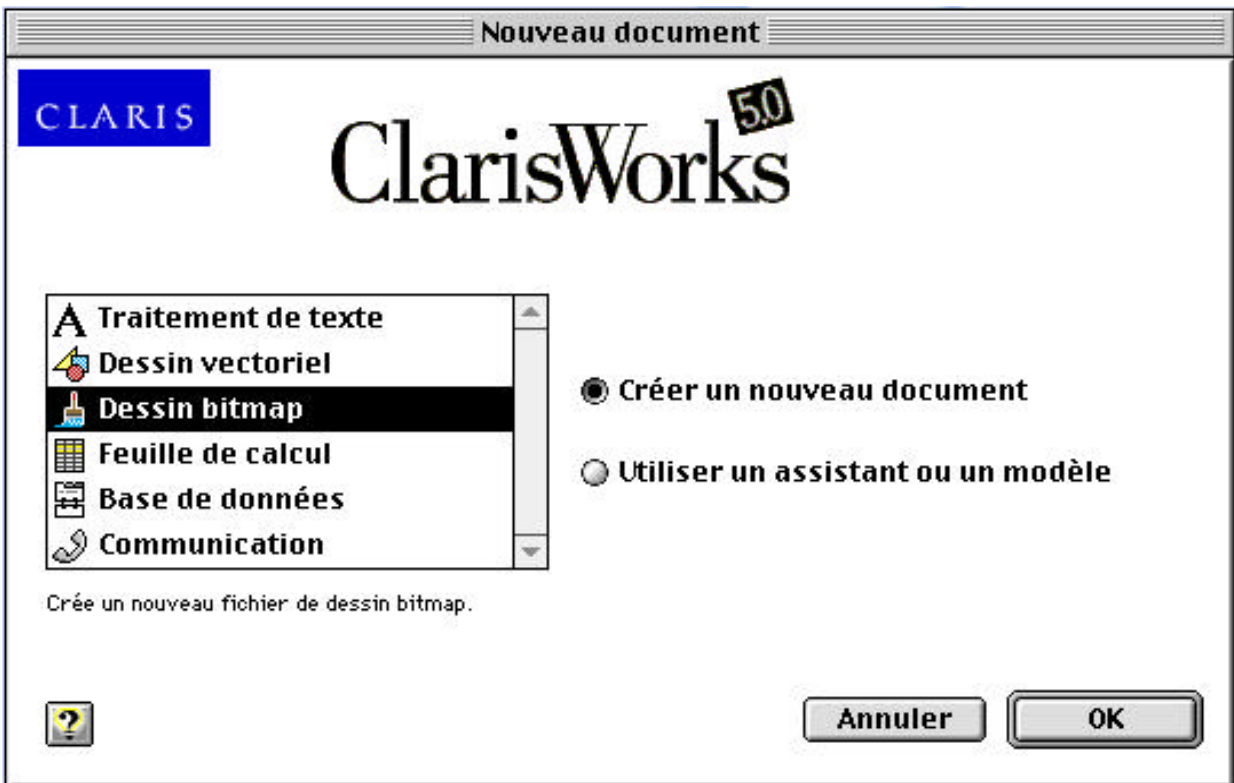 Nouveau document
CLARIS
ClarisWorks 5.0
Traitement de texte
Dessin vectoriel
Dessin bitmap
Feuille de calcul
Base de données
Communication
Créer un nouveau document
Utiliser un assistant ou un modèle
Crée un nouveau fichier de dessin bitmap.
?
Annuler
OK